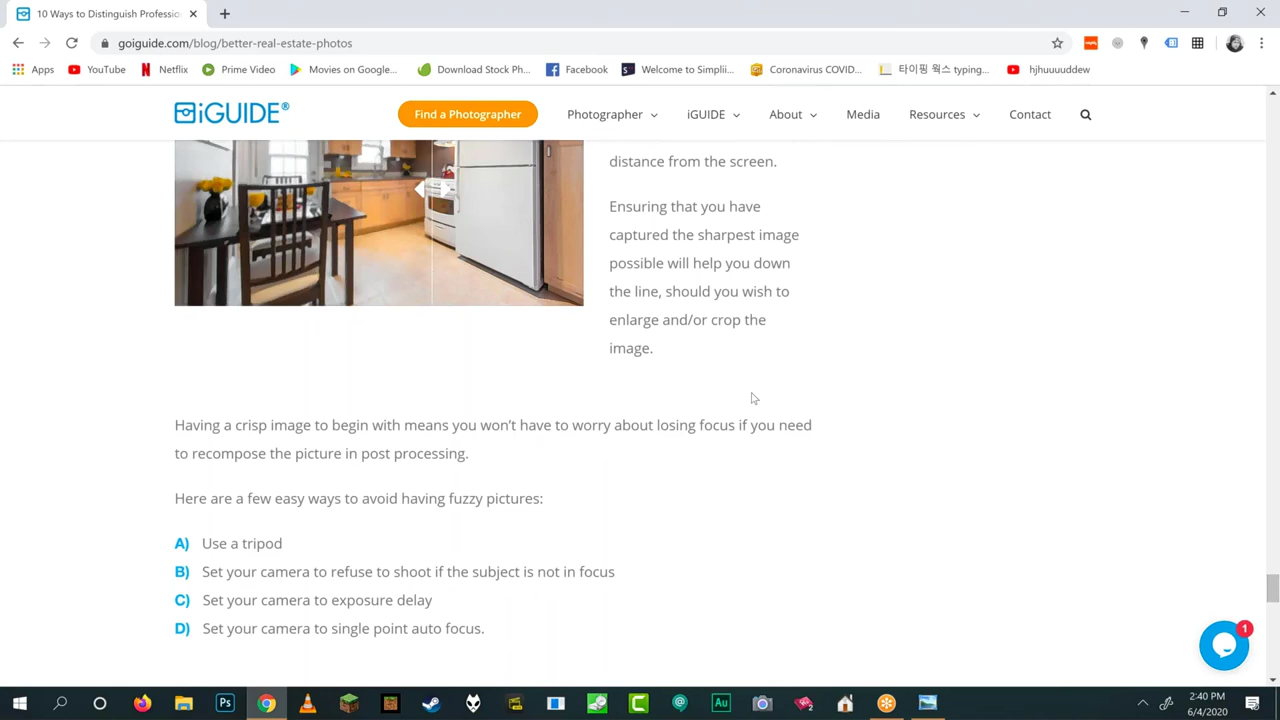 10 Ways to Distinguish Professio
goiguide.com/blog/better-real-estate-photos
Apps
YouTube
Netflix
Prime Video
Movies on Google...
Download Stock Ph...
Facebook
Welcome to Simplii...
Coronavirus COVID...
타이핑 웍스 typing...
hjhuuuuddew
iGUIDE®
Find a Photographer
Photographer
iGUIDE
About
Media
Resources
Contact
distance from the screen.
Ensuring that you have
captured the sharpest image
possible will help you down
the line, should you wish to
enlarge and/or crop the
image.
Having a crisp image to begin with means you won't have to worry about losing focus if you need
to recompose the picture in post processing.
Here are a few easy ways to avoid having fuzzy pictures:
A) Use a tripod
B) Set your camera to refuse to shoot if the subject is not in focus
C) Set your camera to exposure delay
D) Set your camera to single point auto focus.
1
Ps
Au
2:40 PM
6/4/2020